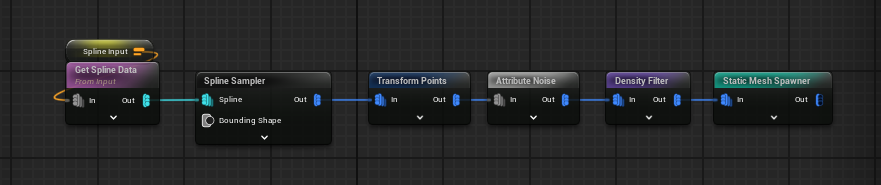 Spline Input
Get Spline Data
From Input
In Out
Spline Sampler
Spline Out
Bounding Shape
Transform Points
In Out
Attribute Noise
In Out
Density Filter
In Out
Static Mesh Spawner
In Out